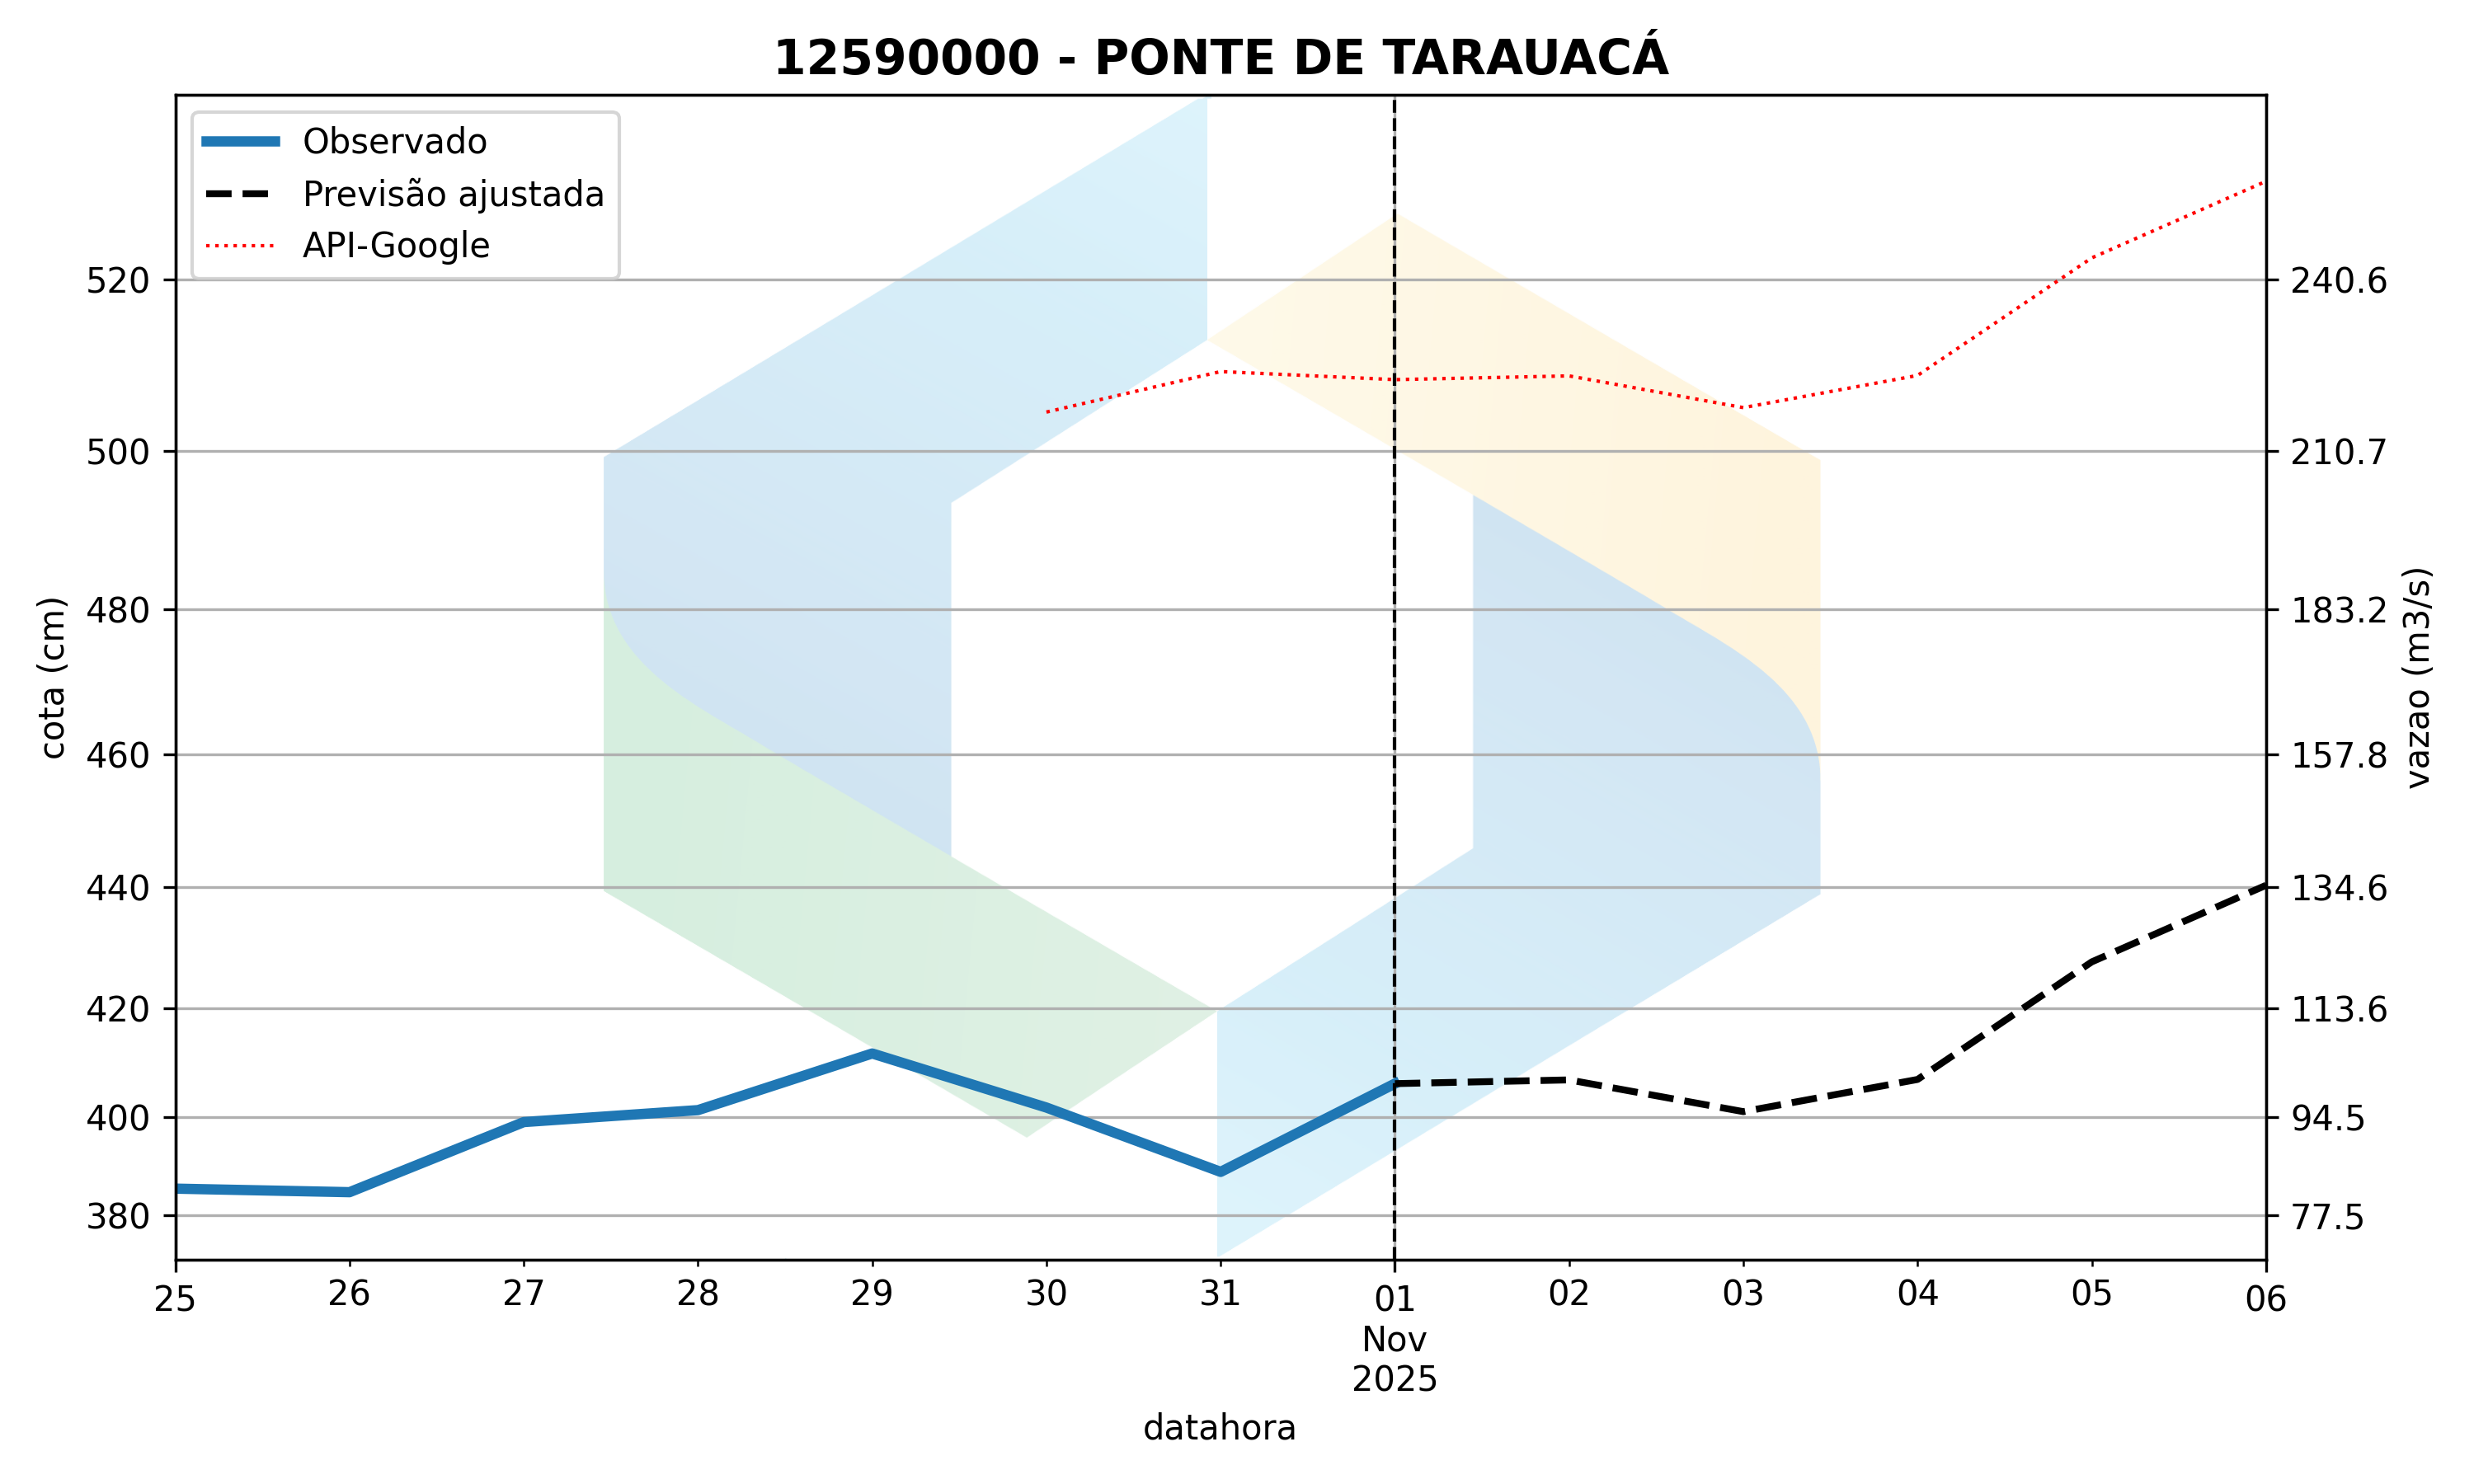 12590000 - PONTE DE TARAUACÁ
Observado
Previsão ajustada
API-Google
520
500
480
460
440
420
400
380
cota (cm)
240.6
210.7
183.2
157.8
134.6
113.6
94.5
77.5
vazao (m3/s)
25 26 27 28 29 30 31 01 02 03 04 05 06
Nov
2025
datahora